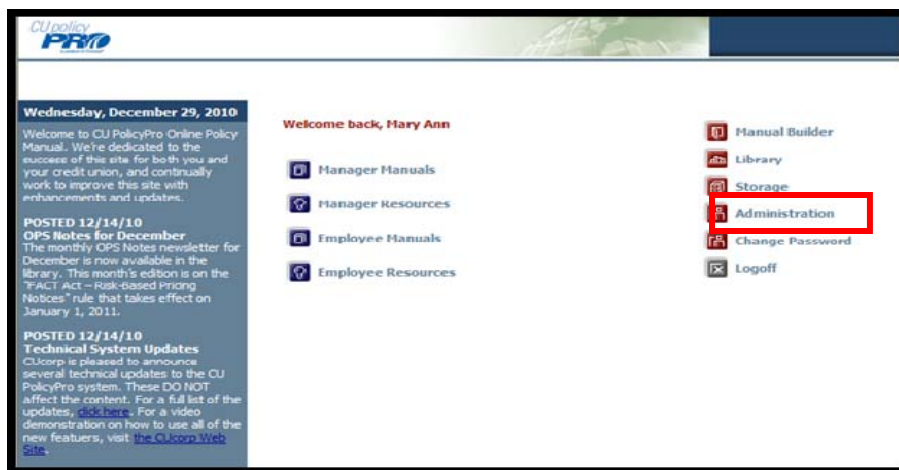 CU policy
PRO
Wednesday, December 29, 2010
Welcome to CU PolicyPro Online Policy
Manual. We're dedicated to the
success of this site for both you and
your credit union, and continually
work to improve this site with
enhancements and updates.
POSTED 12/14/10
OPS Notes for December
The monthly OPS Notes newsletter for
December is now available in the
library. This month's edition is on the
"FACT Act – Risk-Based Pricing
Notices" rule that takes effect on
January 1, 2011.
POSTED 12/14/10
Technical System Updates
CUcorp is pleased to announce
several technical updates to the CU
PolicyPro system. These DO NOT
affect the content. For a full list of the
updates, click here. For a video
demonstration on how to use all of the
new featuers, visit the CUcorp Web
Site.
Welcome back, Mary Ann
Manager Manuals
Manager Resources
Employee Manuals
Employee Resources
Manual Builder
Library
Storage
Administration
Change Password
Logoff